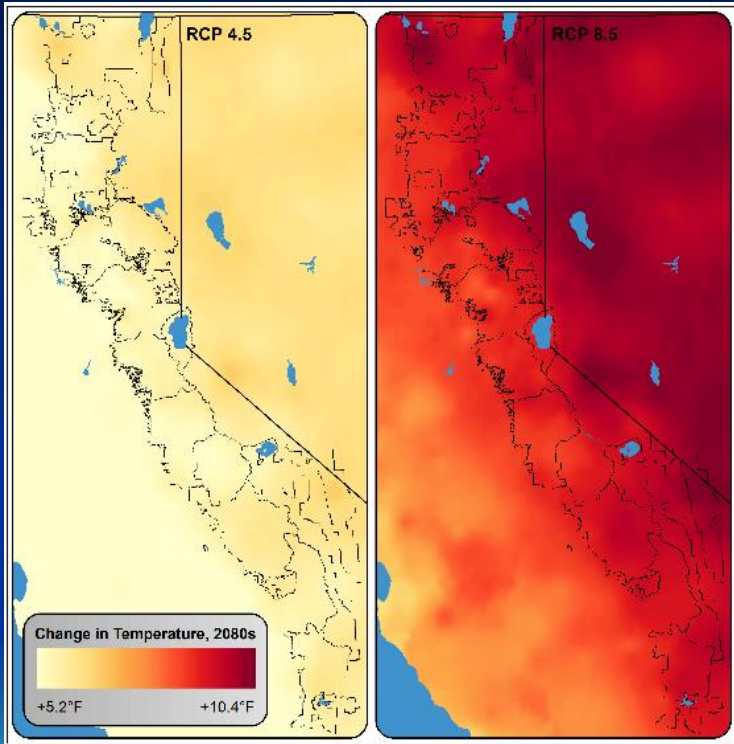 RCP 4.5
RCP 8.5
Change in Temperature, 2080s
+5.2°F
+10.4°F